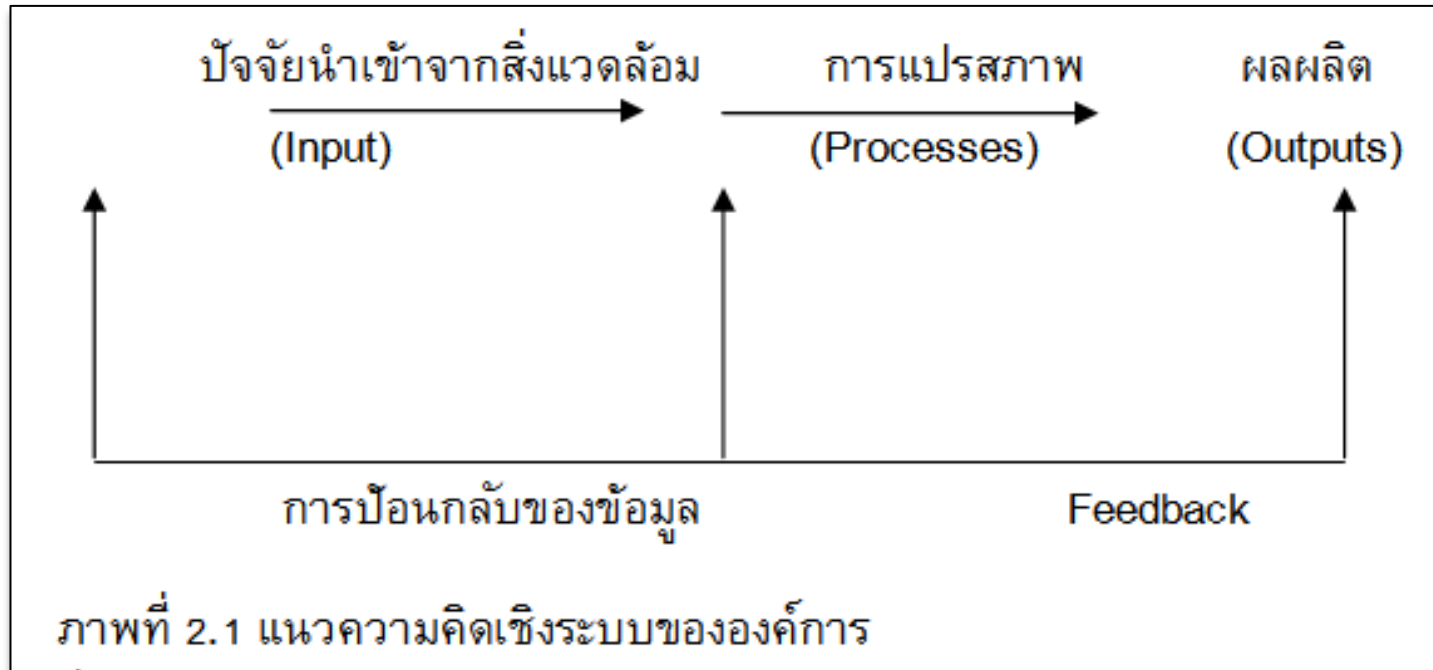 ปัจจัยนำเข้าจากสิ่งแวดล้อม การแปรสภาพ ผลผลิต
(Input) (Processes) (Outputs)
การป้อนกลับของข้อมูล Feedback
ภาพที่ 2.1 แนวความคิดเชิงระบบขององค์การ